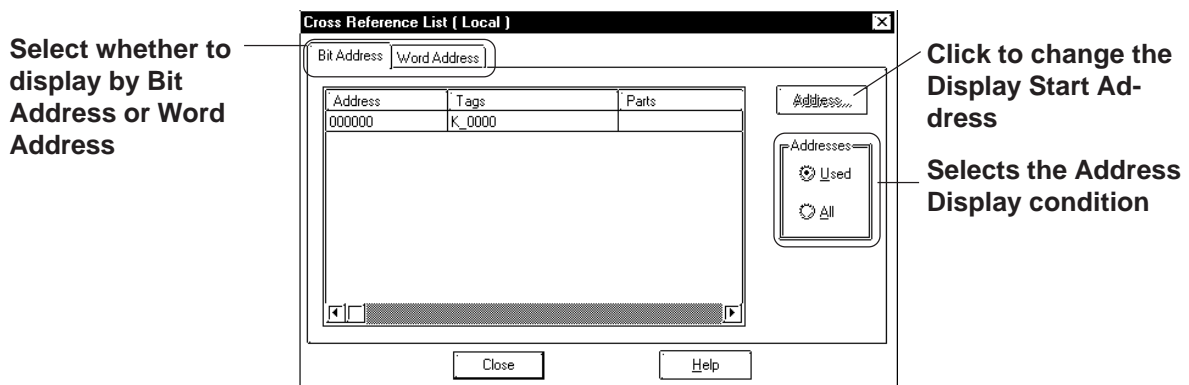 Cross Reference List ( Local )
Select whether to
display by Bit
Address or Word
Address
Bit Address
Word Address
Address
Tags
Parts
000000
K_0000
Address...
Addresses
Used
All
Click to change the
Display Start Ad-
dress
Selects the Address
Display condition
Close
Help